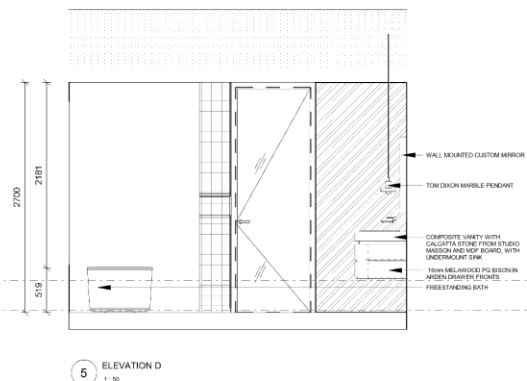 2700
2181
519
WALL MOUNTED CUSTOM MIRROR
TOM DIXON MARBLE PENDANT
COMPOSITE VANITY WITH
CALCATTA STONE FROM STUDIO
MASSON AND MDF BOARD, WITH
UNDERMOUNT SINK
16mm MELAWOOD PG BISON IN
ARDEN DRAWER FRONTS
FREESTANDING BATH
5
ELEVATION D
1 : 50